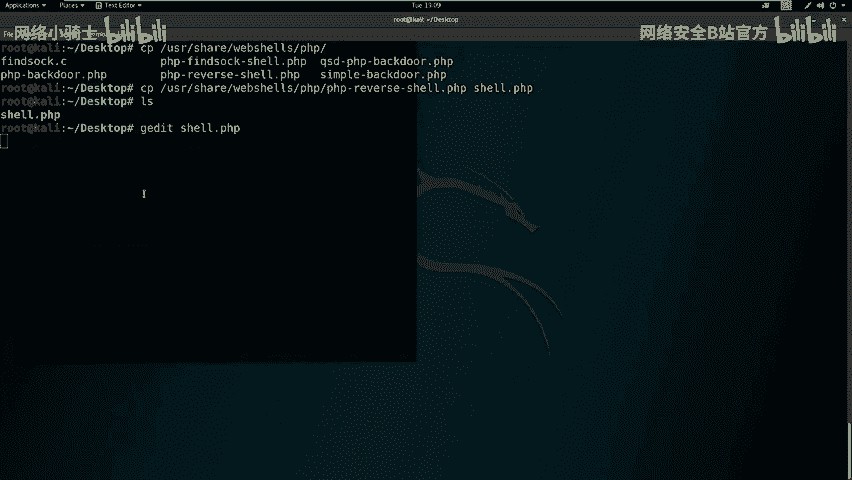 Applications Places Text Editor Tue 13:09
root@kali: ~/Desktop
网络小骑士 bilibili 网络安全B站官方 bilibili
root@kali:~/Desktop# cp /usr/share/webshells/php/
findsock.c php-findsock-shell.php qsd-php-backdoor.php
php-backdoor.php php-reverse-shell.php simple-backdoor.php
root@kali:~/Desktop# cp /usr/share/webshells/php/php-reverse-shell.php shell.php
root@kali:~/Desktop# ls
shell.php
root@kali:~/Desktop# gedit shell.php